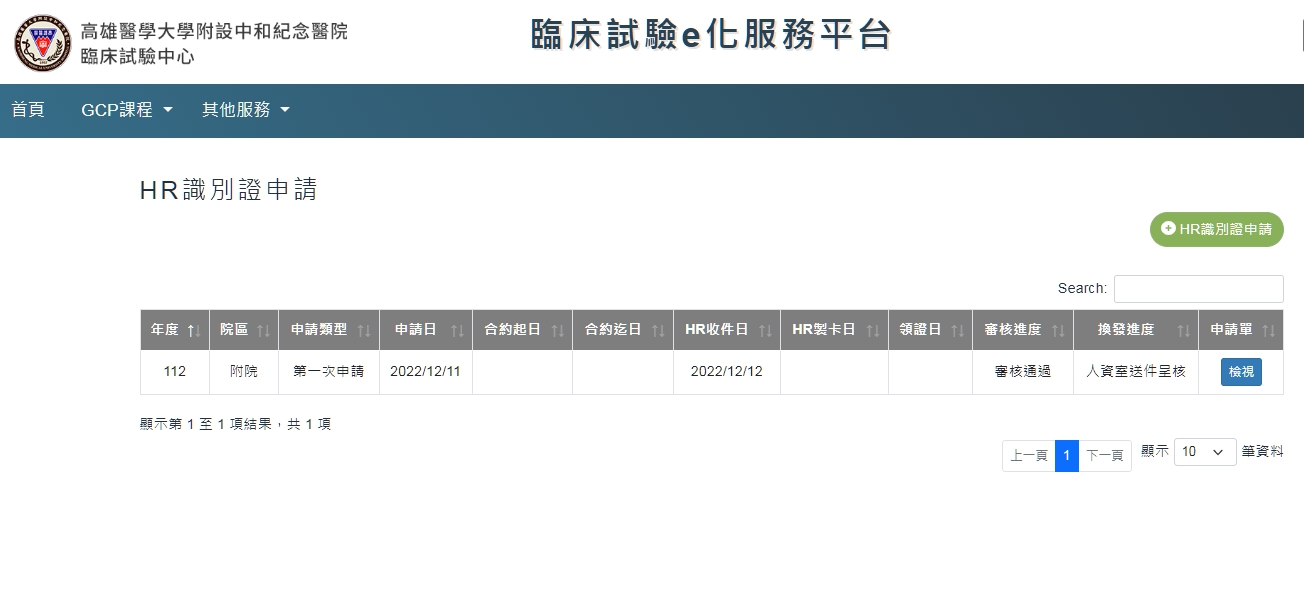 高雄醫學大學附設中和紀念醫院
臨床試驗中心
臨床試驗e化服務平台
首頁 GCP課程 其他服務
HR識別證申請
HR識別證申請
Search:
年度 院區 申請類型 申請日 合約起日 合約迄日 HR收件日 HR製卡日 領證日 審核進度 換發進度 申請單
112 附院 第一次申請 2022/12/11 2022/12/12 審核通過 人資室送件呈核 檢視
顯示第 1 至 1 項結果，共 1 項
上一頁 1 下一頁 顯示 10 筆資料